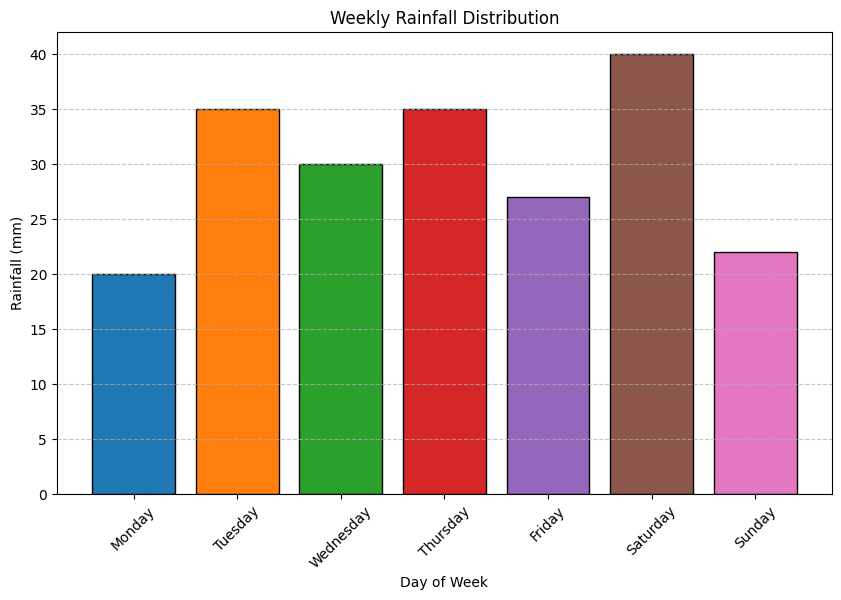 Weekly Rainfall Distribution
Rainfall (mm)
40
35
30
25
20
15
10
5
0
Monday
Tuesday
Wednesday
Thursday
Friday
Saturday
Sunday
Day of Week